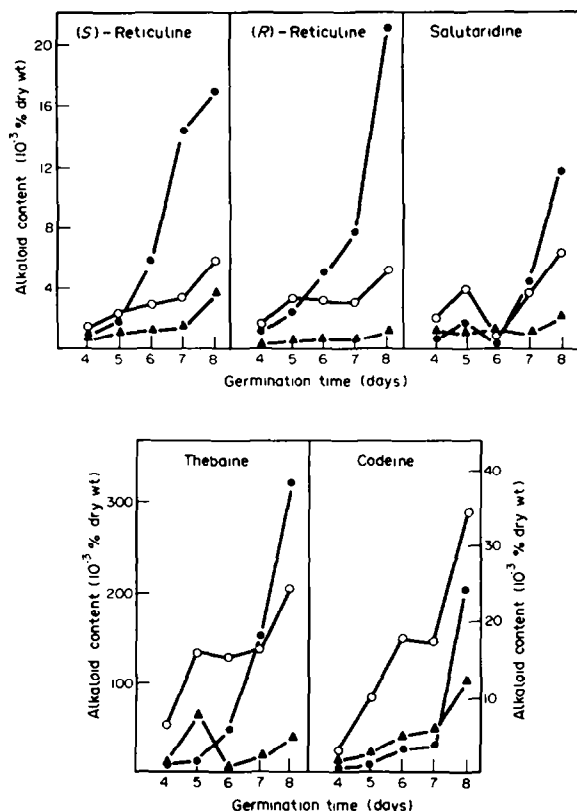 (S)-Reticuline
(R)-Reticuline
Salutaridine
Alkaloid content (10⁻³ % dry wt)
20
16
12
8
4
4 5 6 7 8
4 5 6 7 8
4 5 6 7 8
Germination time (days)
Thebaine
Codeine
Alkaloid content (10⁻³ % dry wt)
300
200
100
40
30
20
10
Alkaloid content (10⁻³ % dry wt)
4 5 6 7 8
4 5 6 7 8
Germination time (days)
Germination time (days)